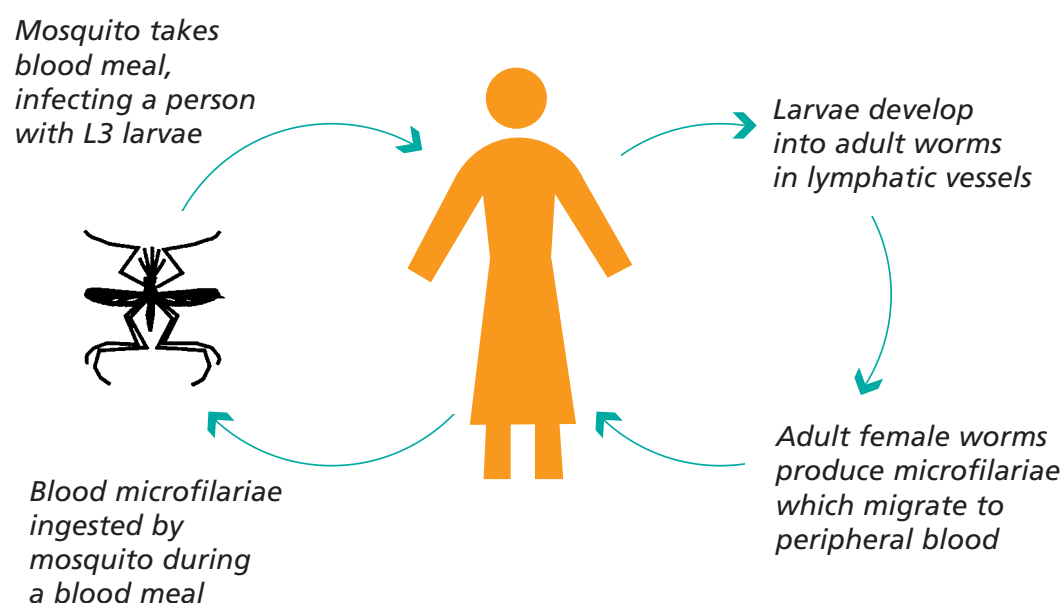 Mosquito takes
blood meal,
infecting a person
with L3 larvae
Larvae develop
into adult worms
in lymphatic vessels
Adult female worms
produce microfilariae
which migrate to
peripheral blood
Blood microfilariae
ingested by
mosquito during
a blood meal